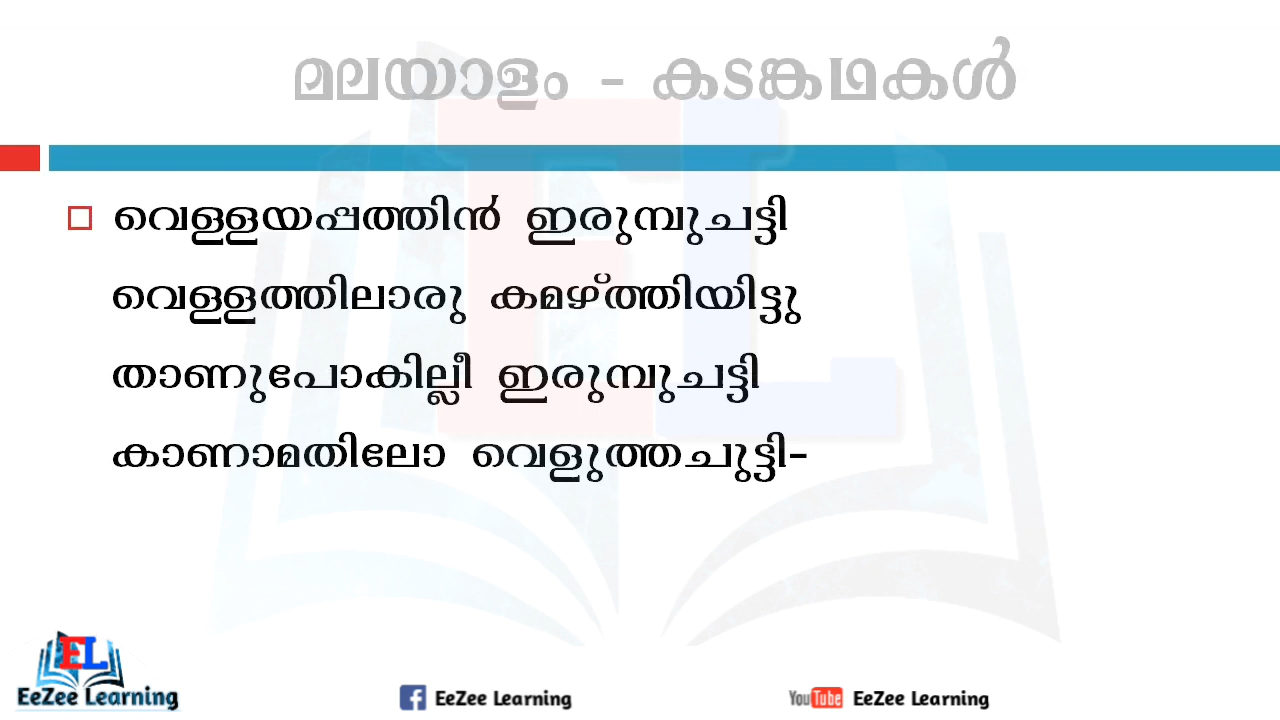 മലയാളം - കടങ്കഥകൾ
വെള്ളയപ്പത്തിൻ ഇരുമ്പുചട്ടി
വെള്ളത്തിലാരു കമഴ്ത്തിയിട്ടു
താണുപോകില്ലീ ഇരുമ്പുചട്ടി
കാണാമതിലോ വെളുത്തചുട്ടി-
EL
EeZee Learning
EeZee Learning
YouTube EeZee Learning